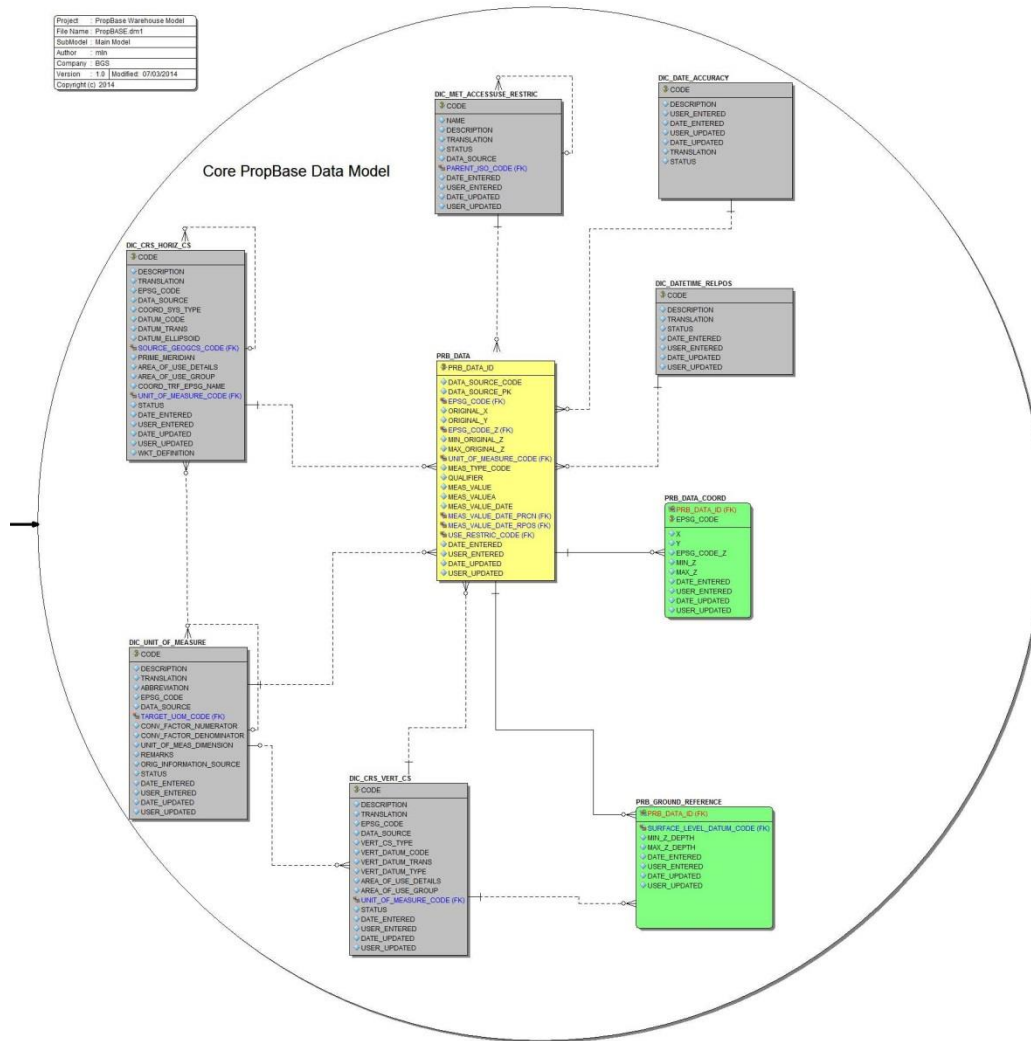 Project : PropBase Warehouse Model
File Name : PropBASE.dm1
SubModel : Main Model
Author : mln
Company : BGS
Version : 1.0 Modified: 07/03/2014
Copyright (c) 2014
Core PropBase Data Model
DIC_MET_ACCESSUSE_RESTRIC
CODE
NAME
DESCRIPTION
TRANSLATION
STATUS
DATA_SOURCE
PARENT_ISO_CODE (FK)
DATE_ENTERED
USER_ENTERED
DATE_UPDATED
USER_UPDATED
DIC_DATE_ACCURACY
CODE
DESCRIPTION
USER_ENTERED
DATE_ENTERED
USER_UPDATED
DATE_UPDATED
TRANSLATION
STATUS
DIC_CRS_HORIZ_CS
CODE
DESCRIPTION
TRANSLATION
EPSG_CODE
DATA_SOURCE
COORD_SYS_TYPE
DATUM_CODE
DATUM_TRANS
DATUM_ELLIPSOID
SOURCE_GEOGCS_CODE (FK)
PRIME_MERIDIAN
AREA_OF_USE_DETAILS
AREA_OF_USE_GROUP
COORD_TRF_EPSG_NAME
UNIT_OF_MEASURE_CODE (FK)
STATUS
DATE_ENTERED
USER_ENTERED
DATE_UPDATED
USER_UPDATED
WKT_DEFINITION
DIC_DATETIME_RELPOS
CODE
DESCRIPTION
TRANSLATION
STATUS
DATE_ENTERED
USER_ENTERED
DATE_UPDATED
USER_UPDATED
PRB_DATA
PRB_DATA_ID
DATA_SOURCE_CODE
DATA_SOURCE_PK
EPSG_CODE (FK)
ORIGINAL_X
ORIGINAL_Y
EPSG_CODE_Z (FK)
MIN_ORIGINAL_Z
MAX_ORIGINAL_Z
UNIT_OF_MEASURE_CODE (FK)
MEAS_TYPE_CODE
QUALIFIER
MEAS_VALUE
MEAS_VALUEA
MEAS_VALUE_DATE
MEAS_VALUE_DATE_PRCN (FK)
MEAS_VALUE_DATE_RPOS (FK)
USE_RESTRIC_CODE (FK)
DATE_ENTERED
USER_ENTERED
DATE_UPDATED
USER_UPDATED
PRB_DATA_COORD
PRB_DATA_ID (FK)
EPSG_CODE
X
Y
EPSG_CODE_Z
MIN_Z
MAX_Z
DATE_ENTERED
USER_ENTERED
DATE_UPDATED
USER_UPDATED
DIC_UNIT_OF_MEASURE
CODE
DESCRIPTION
TRANSLATION
ABBREVIATION
EPSG_CODE
DATA_SOURCE
TARGET_UOM_CODE (FK)
CONV_FACTOR_NUMERATOR
CONV_FACTOR_DENOMINATOR
UNIT_OF_MEAS_DIMENSION
REMARKS
ORIG_INFORMATION_SOURCE
STATUS
DATE_ENTERED
USER_ENTERED
DATE_UPDATED
USER_UPDATED
DIC_CRS_VERT_CS
CODE
DESCRIPTION
TRANSLATION
EPSG_CODE
DATA_SOURCE
VERT_CS_TYPE
VERT_DATUM_CODE
VERT_DATUM_TRANS
VERT_DATUM_TYPE
AREA_OF_USE_DETAILS
AREA_OF_USE_GROUP
UNIT_OF_MEASURE_CODE (FK)
STATUS
DATE_ENTERED
USER_ENTERED
DATE_UPDATED
USER_UPDATED
PRB_GROUND_REFERENCE
PRB_DATA_ID (FK)
SURFACE_LEVEL_DATUM_CODE (FK)
MIN_Z_DEPTH
MAX_Z_DEPTH
DATE_ENTERED
USER_ENTERED
DATE_UPDATED
USER_UPDATED